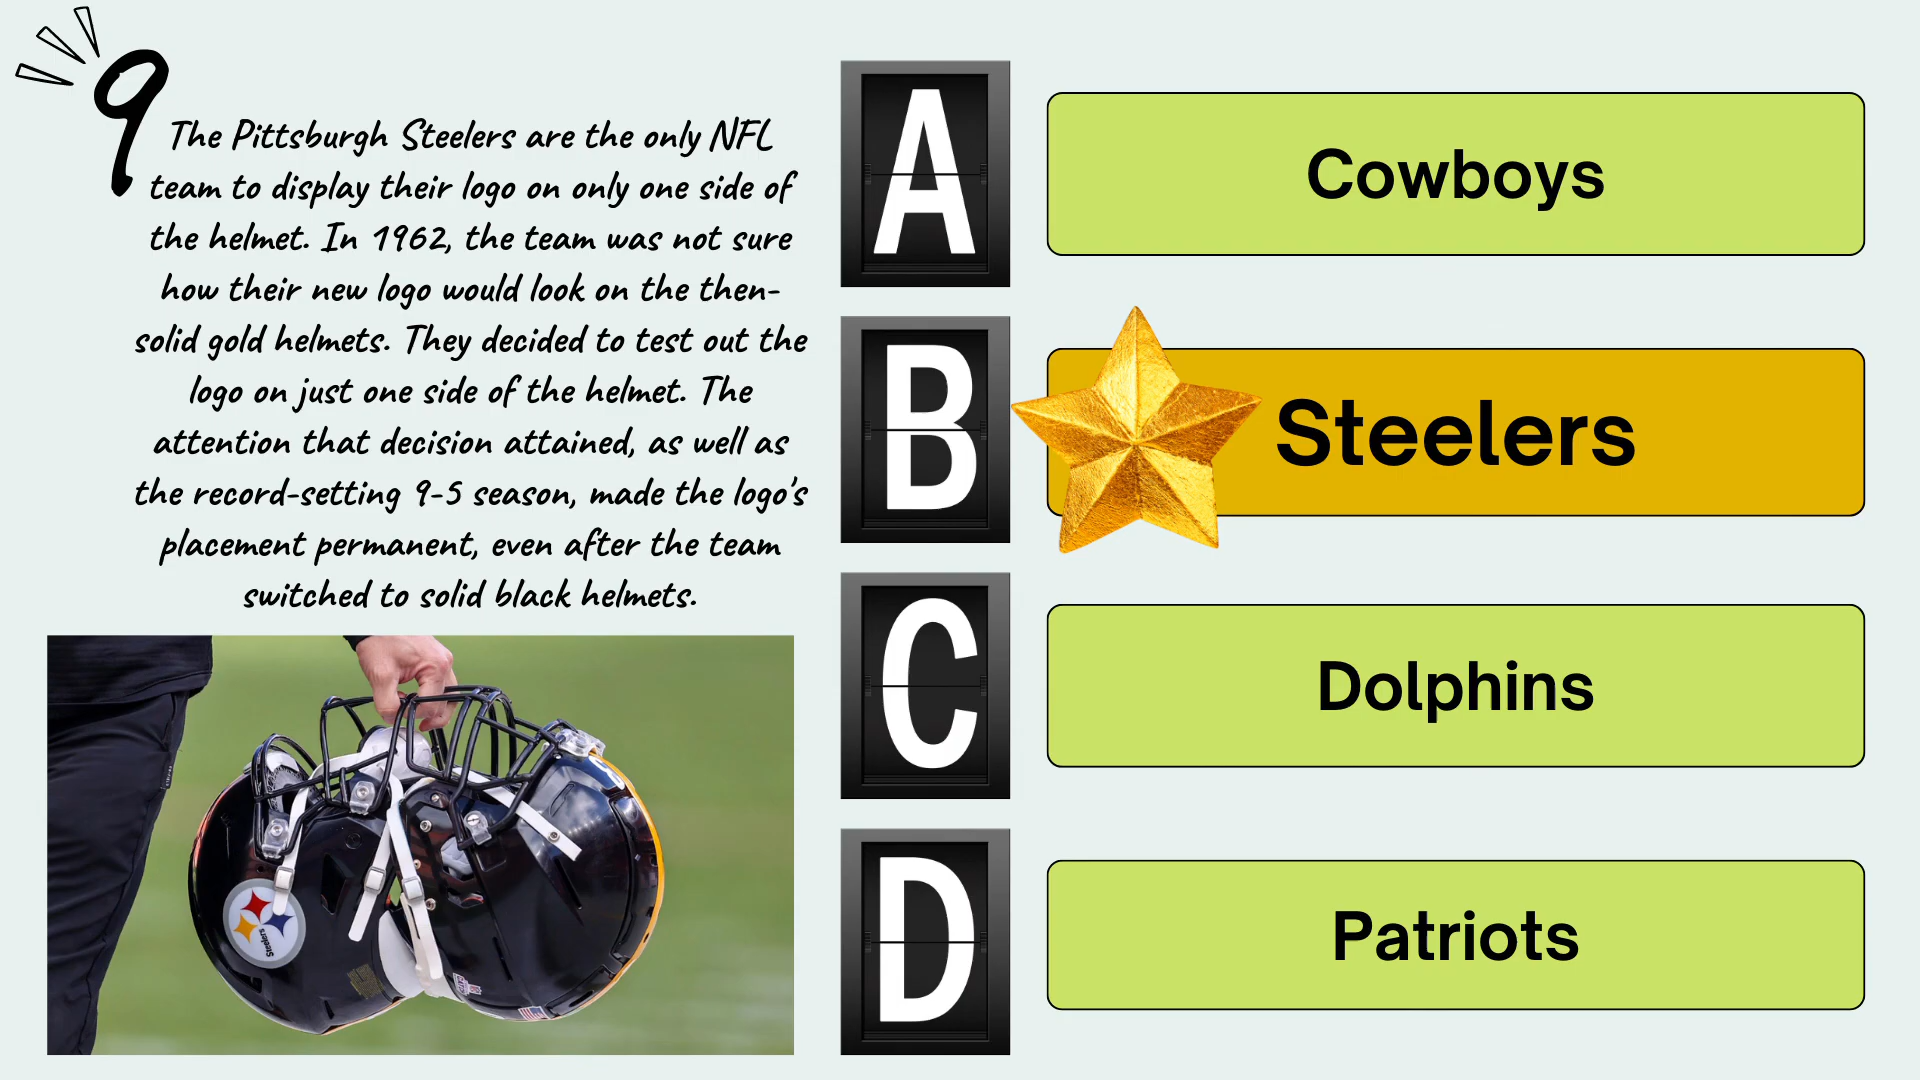 9
The Pittsburgh Steelers are the only NFL
team to display their logo on only one side of
the helmet. In 1962, the team was not sure
how their new logo would look on the then-
solid gold helmets. They decided to test out the
logo on just one side of the helmet. The
attention that decision attained, as well as
the record-setting 9-5 season, made the logo's
placement permanent, even after the team
switched to solid black helmets.
Steelers
A
Cowboys
B
Steelers
C
Dolphins
D
Patriots